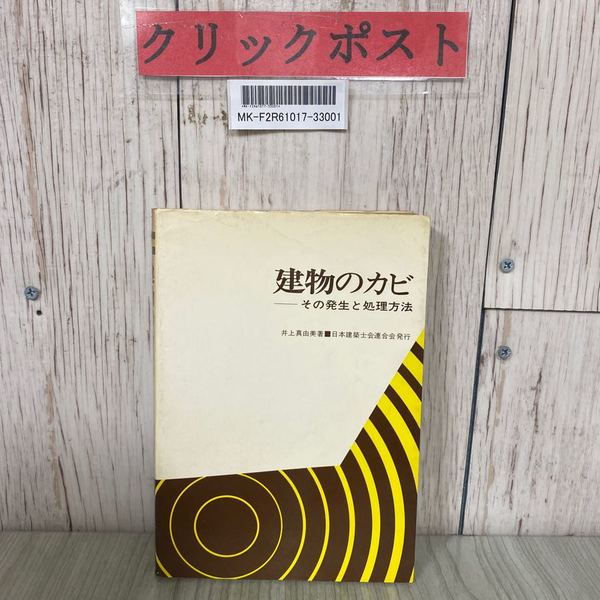 クリックポスト
MK-F2R61017-33001
建物のカビ
──その発生と処理方法
井上真由美著■日本建築士会連合会発行